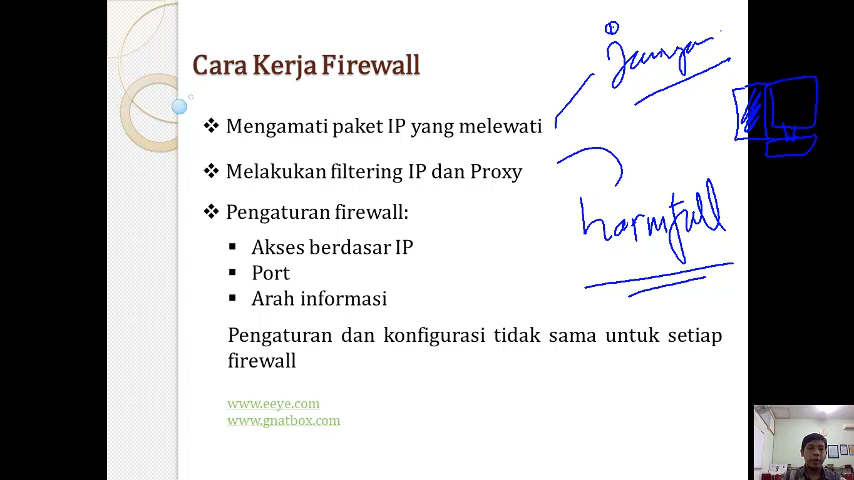 Cara Kerja Firewall
❖ Mengamati paket IP yang melewati
❖ Melakukan filtering IP dan Proxy
❖ Pengaturan firewall:
▪ Akses berdasar IP
▪ Port
▪ Arah informasi
Pengaturan dan konfigurasi tidak sama untuk setiap
firewall
www.eeye.com
www.gnatbox.com
①
harmfull